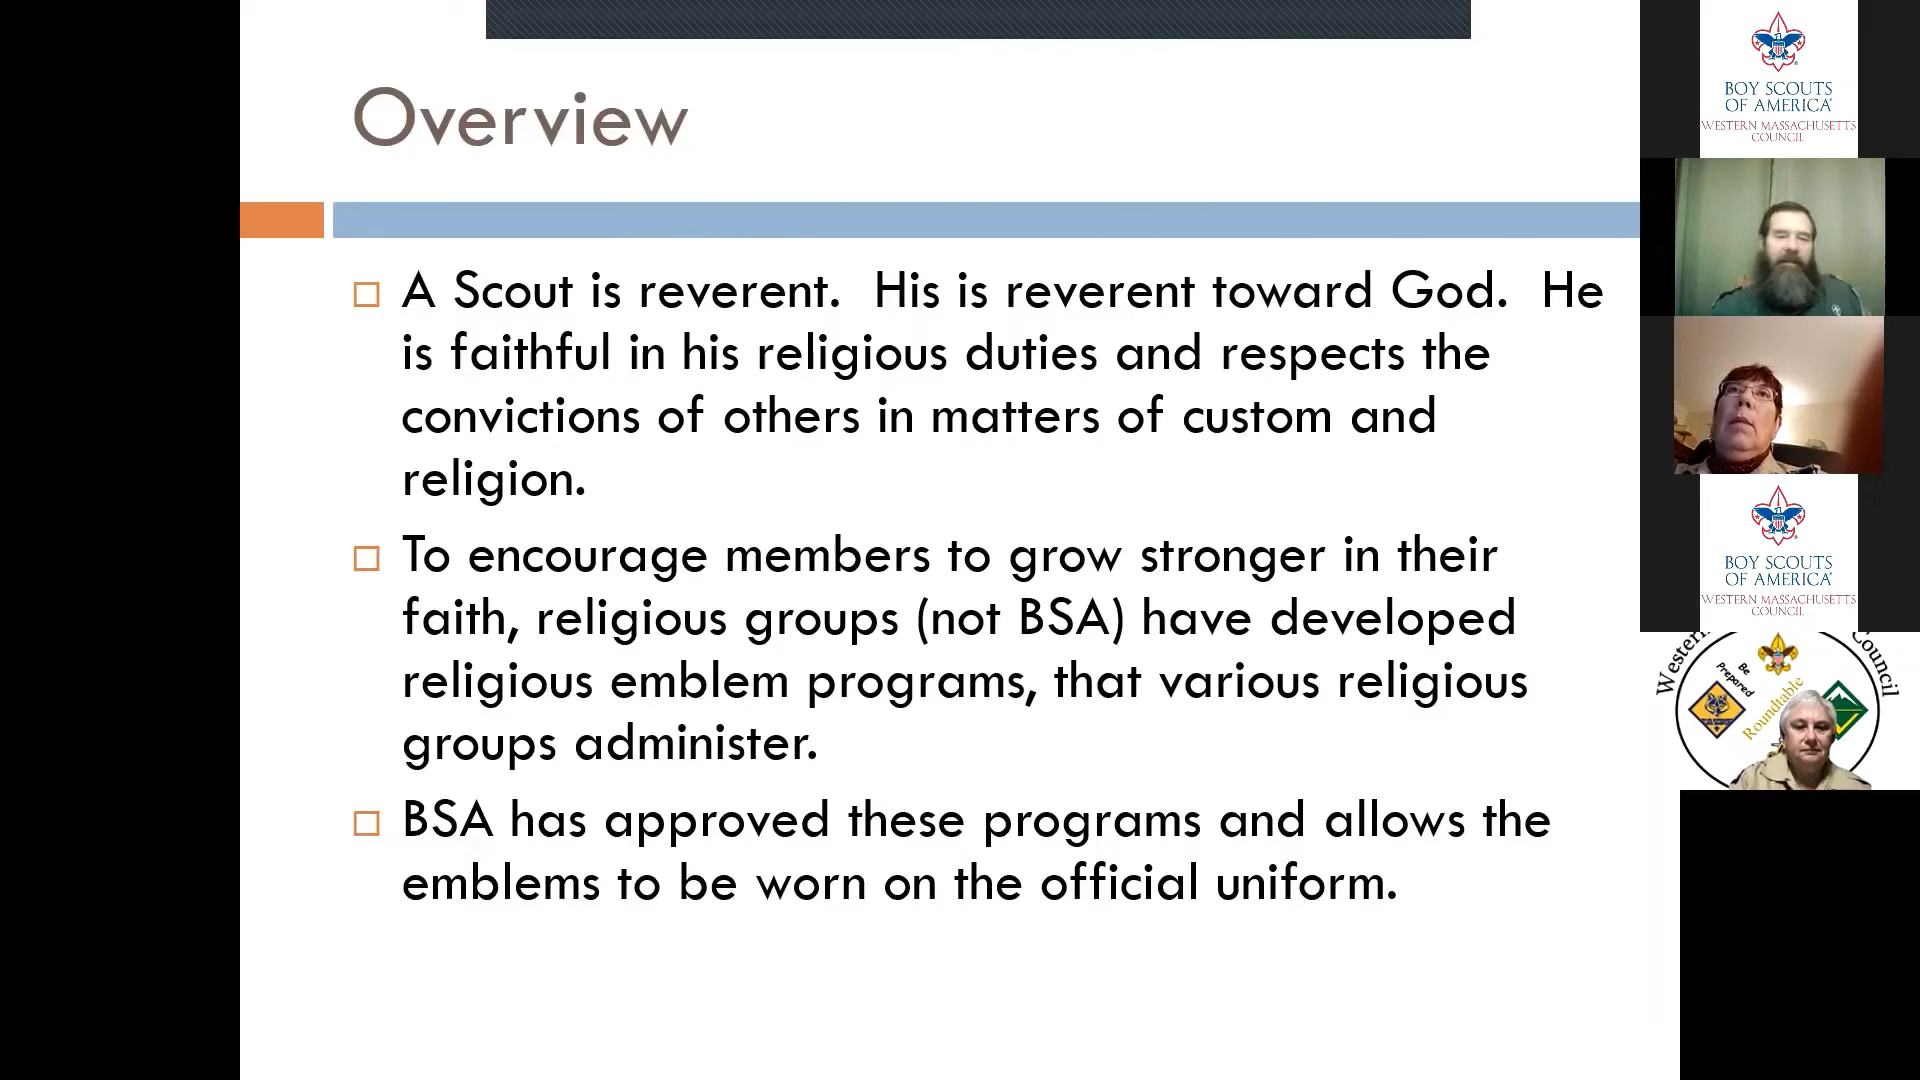 Overview
A Scout is reverent. His is reverent toward God. He
is faithful in his religious duties and respects the
convictions of others in matters of custom and
religion.
To encourage members to grow stronger in their
faith, religious groups (not BSA) have developed
religious emblem programs, that various religious
groups administer.
BSA has approved these programs and allows the
emblems to be worn on the official uniform.
BOY SCOUTS
OF AMERICA®
WESTERN MASSACHUSETTS
COUNCIL
BOY SCOUTS
OF AMERICA®
WESTERN MASSACHUSETTS
COUNCIL
Western
Council
Be
Prepared
Roundtable